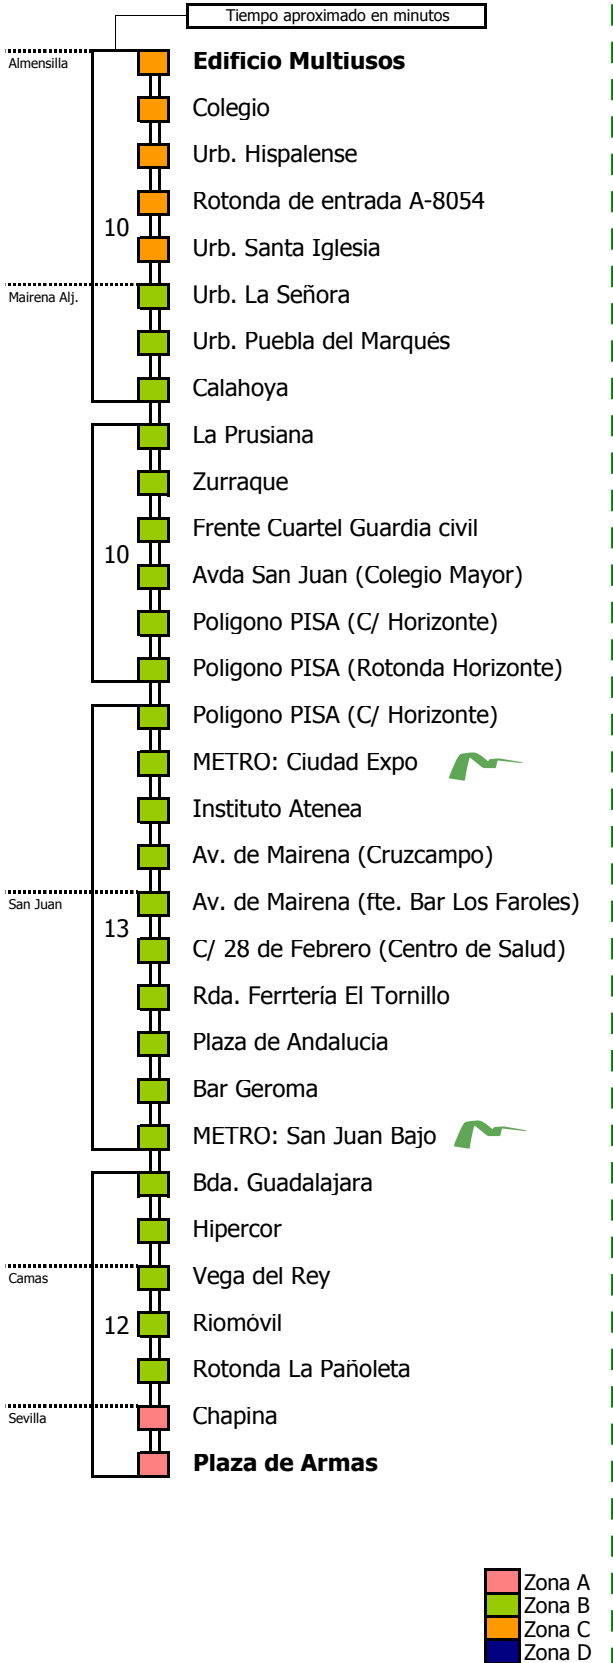 Tiempo aproximado en minutos
Almensilla
Edificio Multiusos
Colegio
Urb. Hispalense
Rotonda de entrada A-8054
10
Urb. Santa Iglesia
Mairena Alj.
Urb. La Señora
Urb. Puebla del Marqués
Calahoya
La Prusiana
Zurraque
Frente Cuartel Guardia civil
10
Avda San Juan (Colegio Mayor)
Poligono PISA (C/ Horizonte)
Poligono PISA (Rotonda Horizonte)
Poligono PISA (C/ Horizonte)
METRO: Ciudad Expo
Instituto Atenea
Av. de Mairena (Cruzcampo)
San Juan
Av. de Mairena (fte. Bar Los Faroles)
13
C/ 28 de Febrero (Centro de Salud)
Rda. Ferrtería El Tornillo
Plaza de Andalucía
Bar Geroma
METRO: San Juan Bajo
Bda. Guadalajara
Hipercor
Camas
Vega del Rey
12
Riomóvil
Rotonda La Pañoleta
Sevilla
Chapina
Plaza de Armas
Zona A
Zona B
Zona C
Zona D